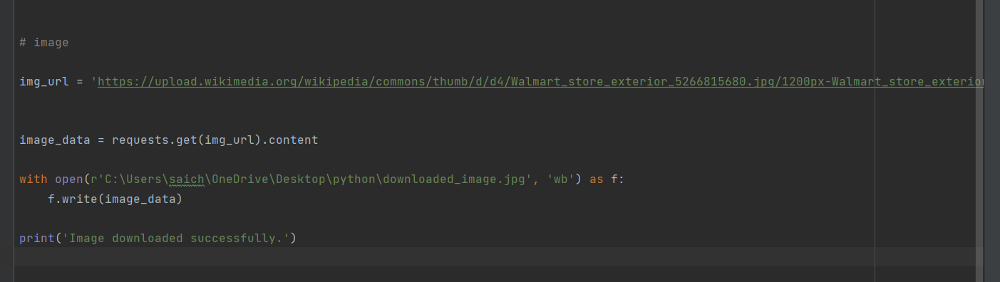 # image
img_url = 'https://upload.wikimedia.org/wikipedia/commons/thumb/d/d4/Walmart_store_exterior_5266815680.jpg/1200px-Walmart_store_exterior
image_data = requests.get(img_url).content
with open(r'C:\Users\saich\OneDrive\Desktop\python\downloaded_image.jpg', 'wb') as f:
    f.write(image_data)
print('Image downloaded successfully.')